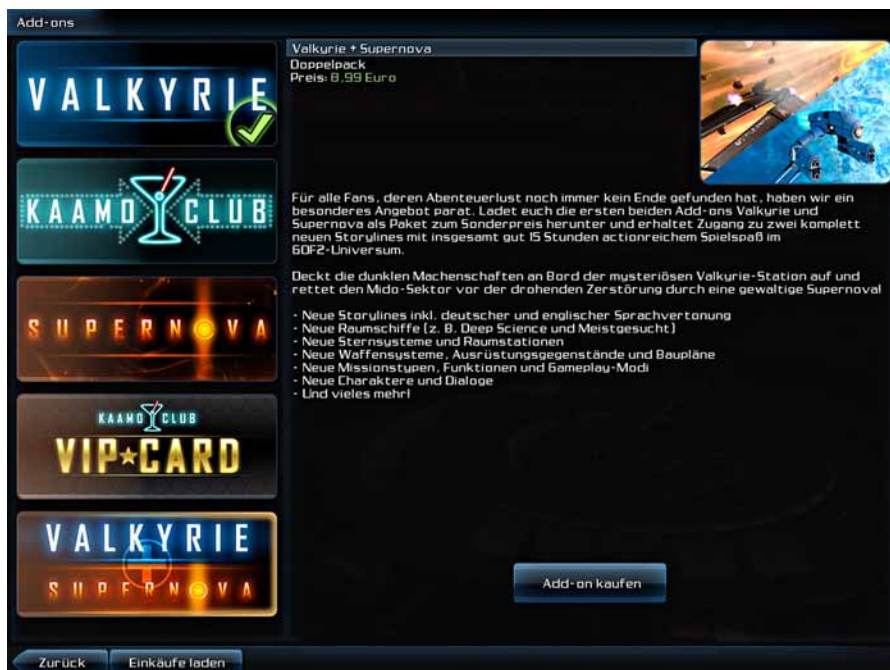 Add-ons
VALKYRIE
KAAMO CLUB
SUPERNOVA
KAAMO CLUB
VIP★CARD
VALKYRIE
SUPERNOVA
Valkyrie + Supernova
Doppelpack
Preis: 8,99 Euro
Für alle Fans, deren Abenteuerlust noch immer kein Ende gefunden hat, haben wir ein
besonderes Angebot parat. Ladet euch die ersten beiden Add-ons Valkyrie und
Supernova als Paket zum Sonderpreis herunter und erhaltet Zugang zu zwei komplett
neuen Storylines mit insgesamt gut 15 Stunden actionreichem Spielspaß im
GOF2-Universum.
Deckt die dunklen Machenschaften an Bord der mysteriösen Valkyrie-Station auf und
rettet den Mido-Sektor vor der drohenden Zerstörung durch eine gewaltige Supernova!
- Neue Storylines inkl. deutscher und englischer Sprachvertonung
- Neue Raumschiffe (z. B. Deep Science und Meistgesucht)
- Neue Sternsysteme und Raumstationen
- Neue Waffensysteme, Ausrüstungsgegenstände und Baupläne
- Neue Missionstypen, Funktionen und Gameplay-Modi
- Neue Charaktere und Dialoge
- Und vieles mehr!
Add-on kaufen
Zurück
Einkäufe laden